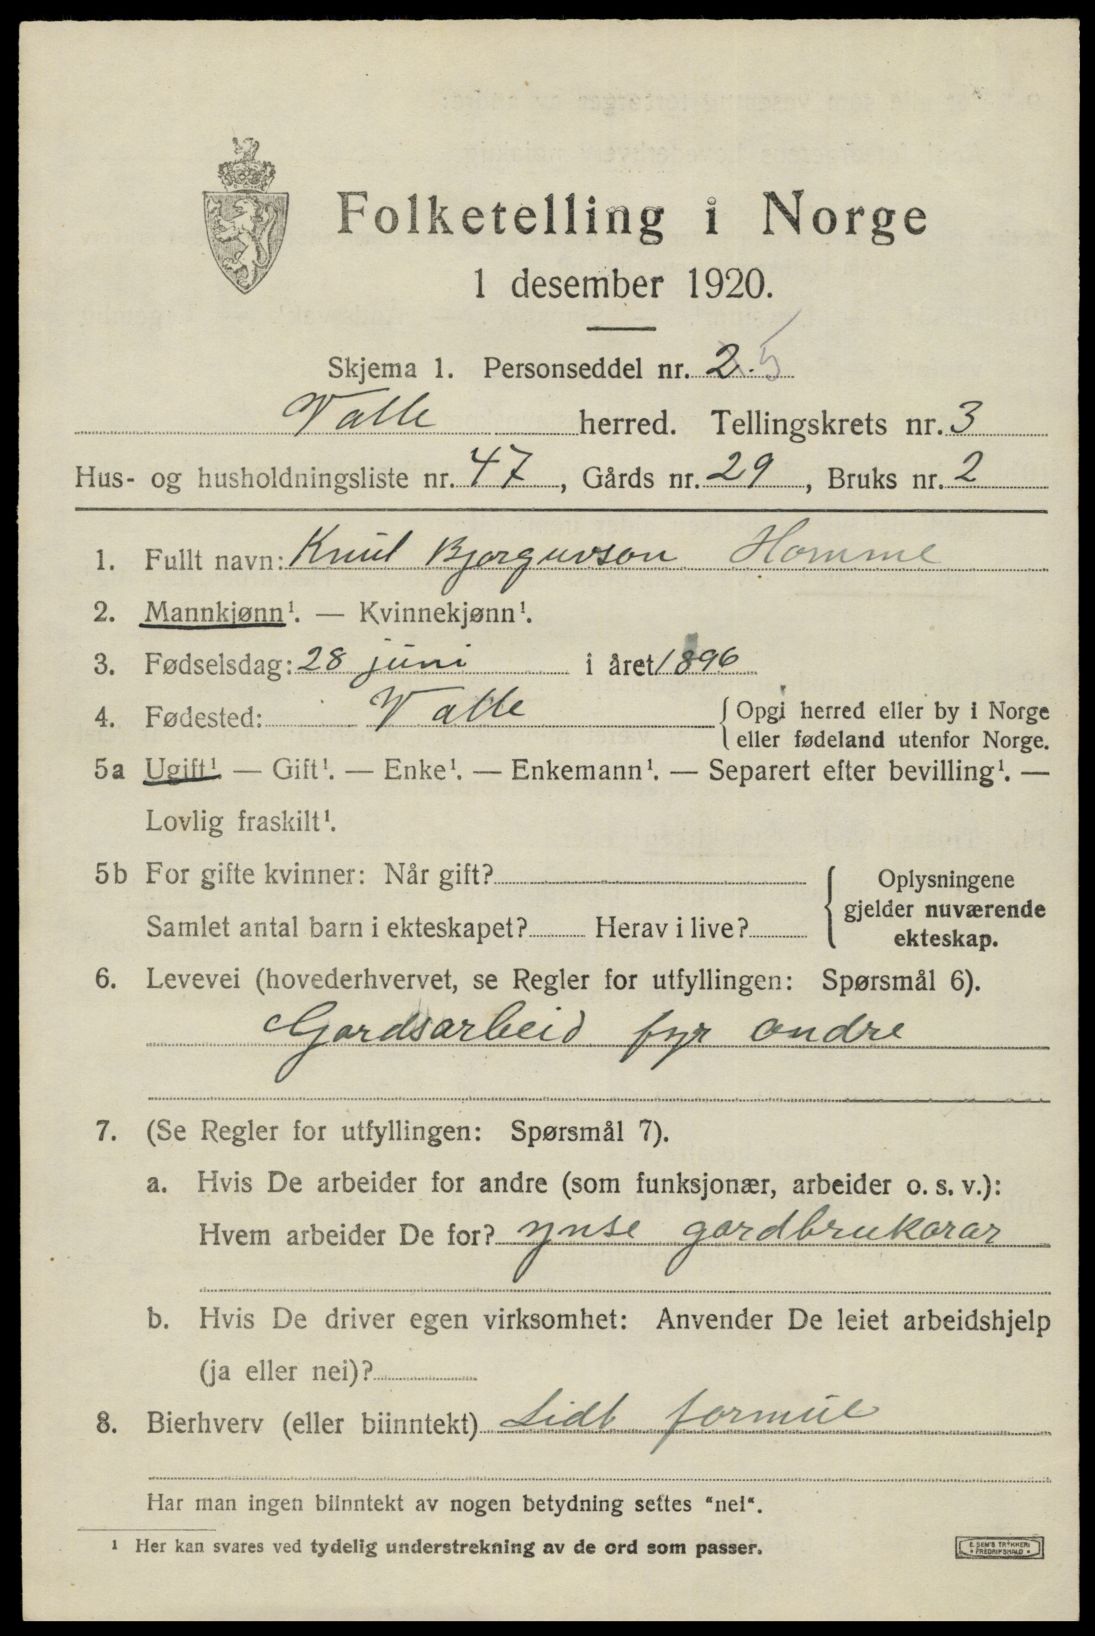 Folketelling i Norge
1 desember 1920.
Skjema 1. Personseddel nr. 2. 5
Valle herred. Tellingskrets nr. 3
Hus- og husholdningsliste nr. 47, Gårds nr. 29, Bruks nr. 2
1. Fullt navn: Knut Bjorguvson Homme
2. Mannkjønn¹. — Kvinnekjønn¹.
3. Fødselsdag: 28 juni i året 1896
4. Fødested: Valle {Opgi herred eller by i Norge
eller fødeland utenfor Norge.
5a Ugift¹ — Gift¹. — Enke¹. — Enkemann¹. — Separert efter bevilling¹. —
Lovlig fraskilt¹.
5b For gifte kvinner: Når gift? { Oplysningene
gjelder nuværende
Samlet antal barn i ekteskapet? Herav i live?
ekteskap.
6. Levevei (hovederhvervet, se Regler for utfyllingen: Spørsmål 6).
Gardsarbeid fyr andre
7. (Se Regler for utfyllingen: Spørsmål 7).
a. Hvis De arbeider for andre (som funksjonær, arbeider o. s. v.):
Hvem arbeider De for? ymse gardbrukarar
b. Hvis De driver egen virksomhet: Anvender De leiet arbeidshjelp
(ja eller nei)?
8. Bierhverv (eller biinntekt) Lidt formue
Har man ingen biinntekt av nogen betydning settes "nei".
¹ Her kan svares ved tydelig understrekning av de ord som passer.
E. SEM'S TRYKKERI
FREDRIKSHALD